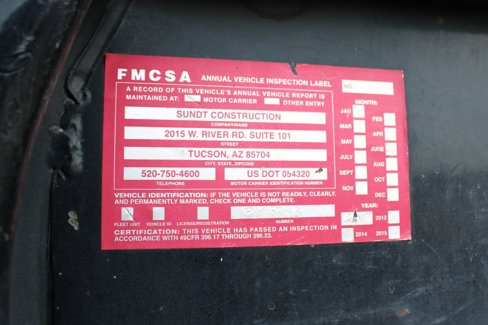 FMCSA ANNUAL VEHICLE INSPECTION LABEL
NO.
A RECORD OF THIS VEHICLE'S ANNUAL VEHICLE REPORT IS
MAINTAINED AT: MOTOR CARRIER OTHER ENTRY
SUNDT CONSTRUCTION
COMPANY/NAME
2015 W. RIVER RD. SUITE 101
STREET
TUCSON, AZ 85704
CITY, STATE, ZIPCODE
520-750-4600 US DOT 054320
TELEPHONE MOTOR CARRIER IDENTIFICATION NUMBER
VEHICLE IDENTIFICATION: IF THE VEHICLE IS NOT READILY, CLEARLY,
AND PERMANENTLY MARKED, CHECK ONE AND COMPLETE.
FLEET UNIT VEHICLE ID LICENSE/REGISTRATION NUMBER
CERTIFICATION: THIS VEHICLE HAS PASSED AN INSPECTION IN
ACCORDANCE WITH 49CFR 396.17 THROUGH 396.23.
MONTH:
JAN FEB
MAR APR
MAY JUNE
JULY AUG
SEPT OCT
NOV DEC
YEAR:
2013
2014 2015